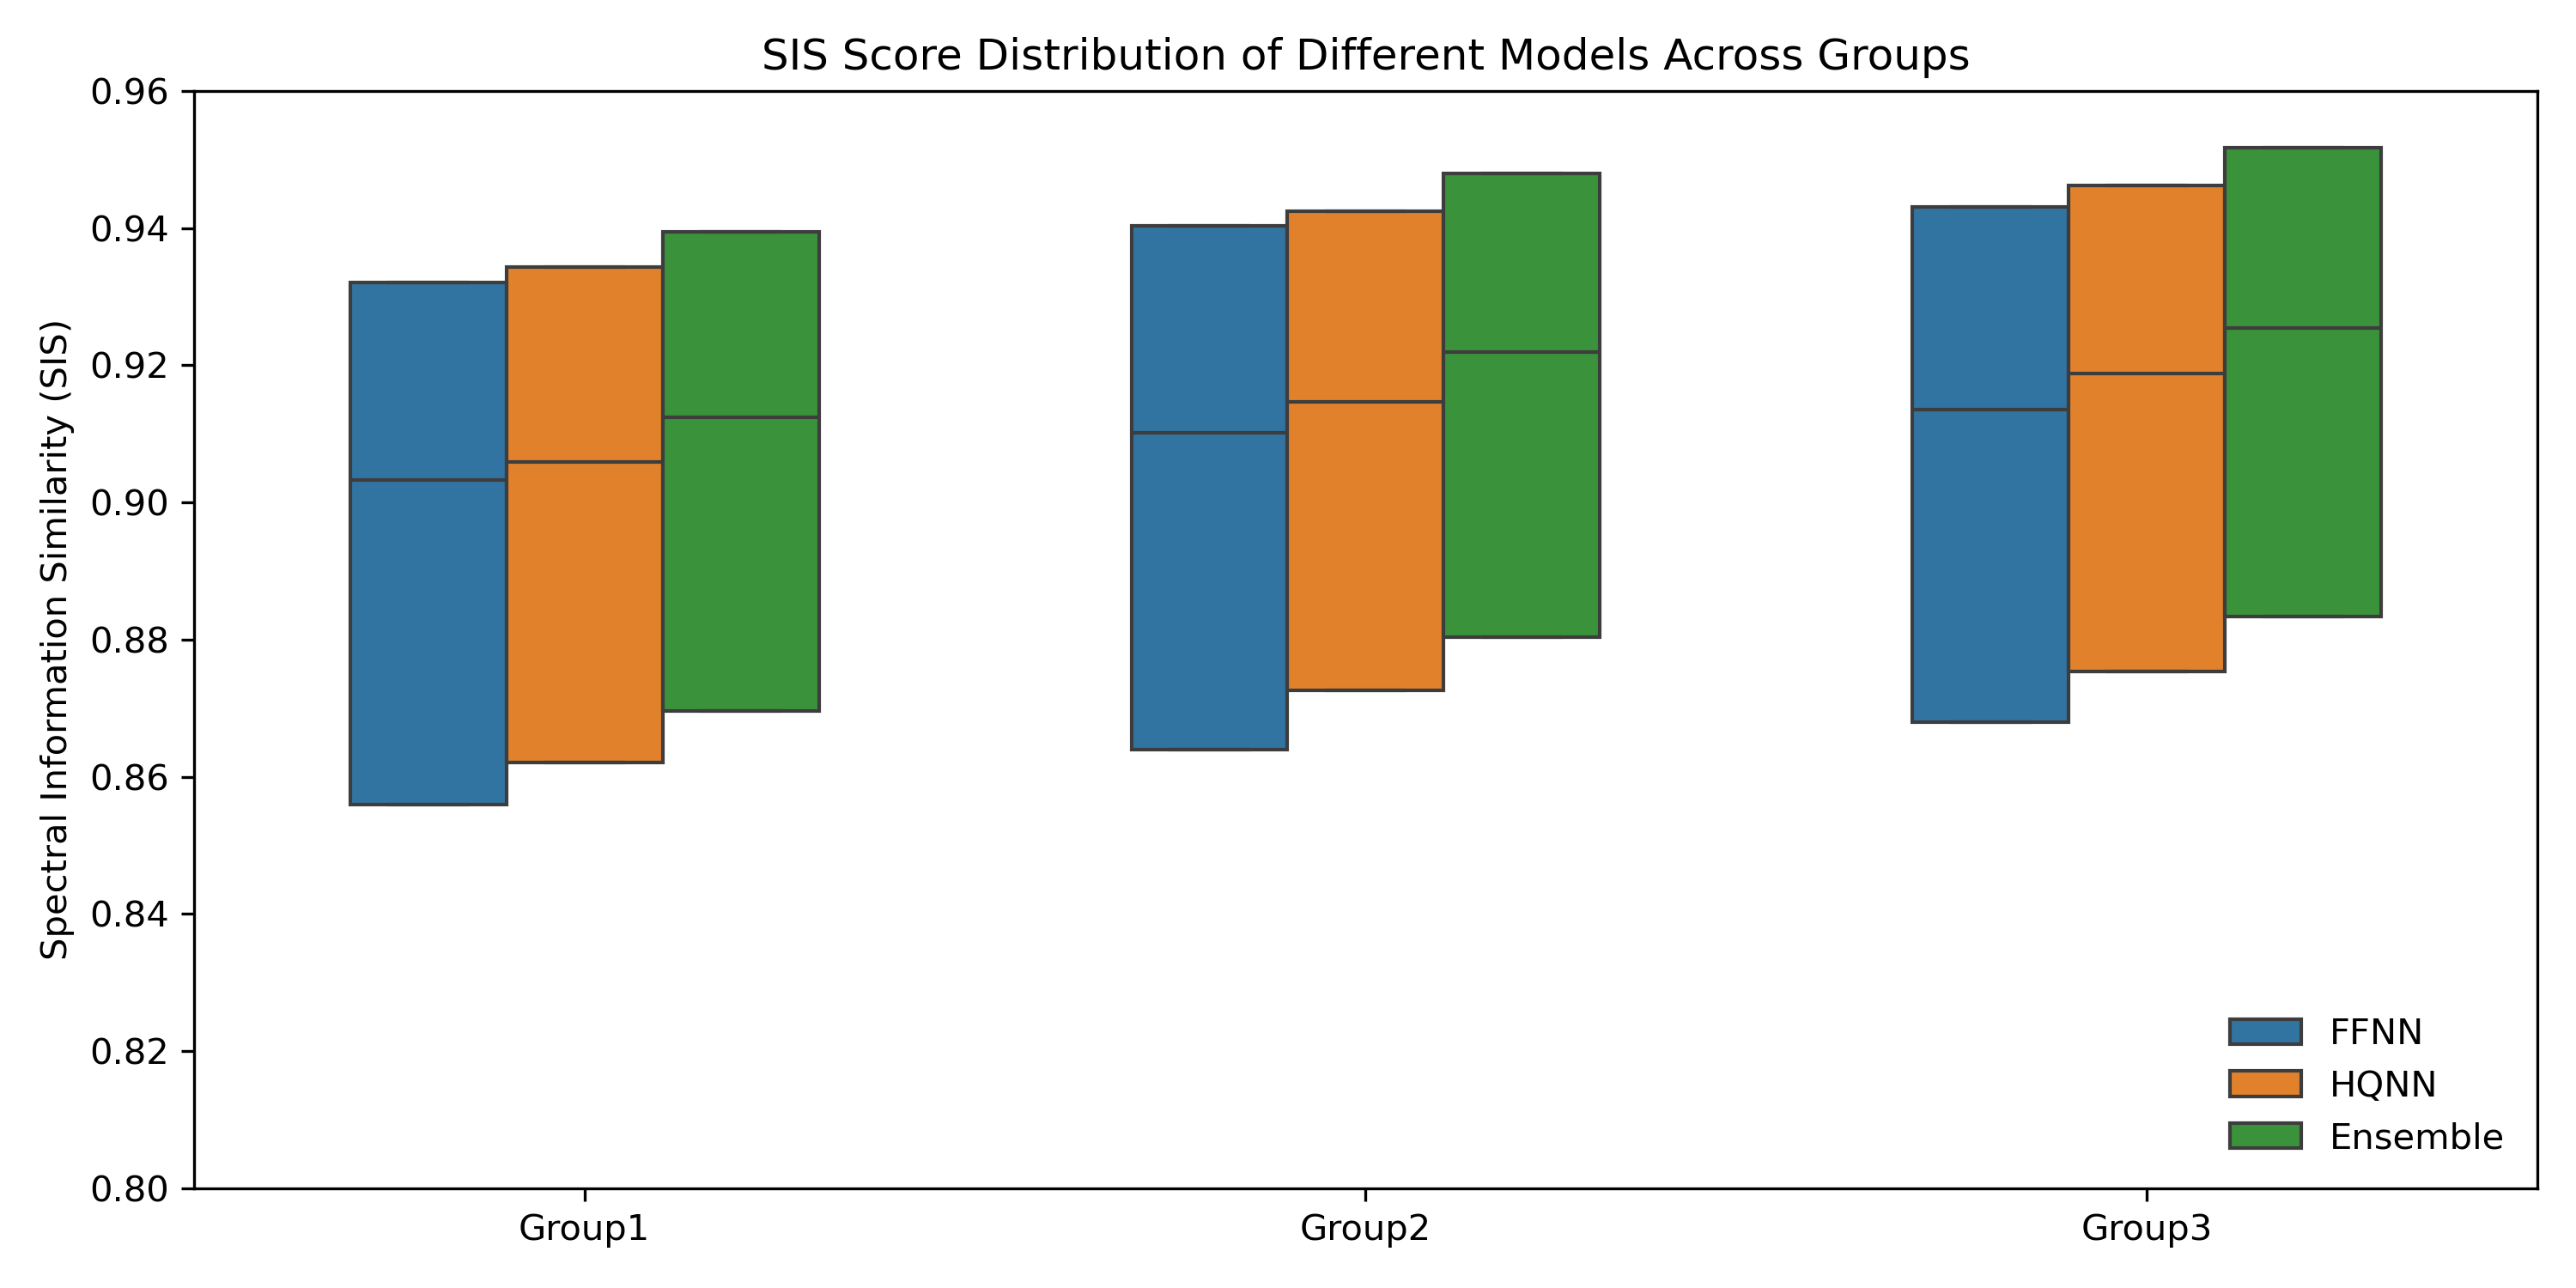 SIS Score Distribution of Different Models Across Groups
Spectral Information Similarity (SIS)
0.96
0.94
0.92
0.90
0.88
0.86
0.84
0.82
0.80
Group1
Group2
Group3
FFNN
HQNN
Ensemble